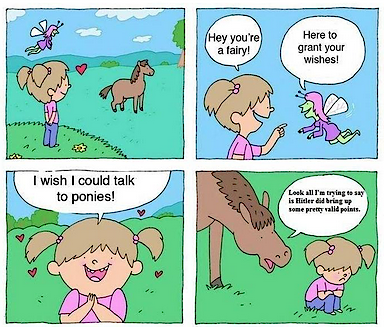 Hey you're
a fairy!
Here to
grant your
wishes!
I wish I could talk
to ponies!
Look all I'm trying to say
is Hitler did bring up
some pretty valid points.